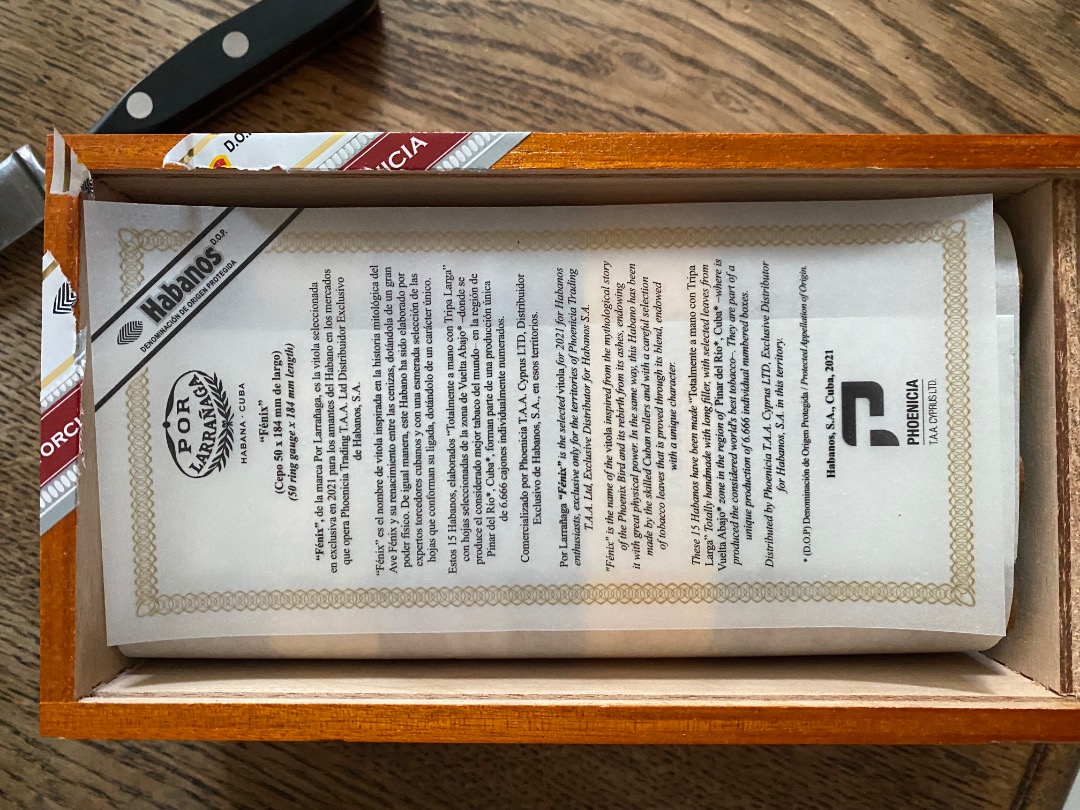 D.O.
NICIA
ORCI
Habanos D.O.P.
DENOMINACIÓN DE ORIGEN PROTEGIDA
POR
LARRAÑAGA
HABANA · CUBA
"Fénix"
(Cepo 50 x 184 mm de largo)
(50 ring gauge x 184 mm length)
"Fénix", de la marca Por Larrañaga, es la vitola seleccionada
en exclusiva en 2021 para los amantes del Habano en los mercados
que opera Phoenicia Trading T.A.A. Ltd Distribuidor Exclusivo
de Habanos, S.A.
"Fénix" es el nombre de vitola inspirada en la historia mitológica del
Ave Fénix y su renacimiento entre las cenizas, dotándola de un gran
poder físico. De igual manera, este Habano ha sido elaborado por
expertos torcedores cubanos y con una esmerada selección de las
hojas que conforman su ligada, dotándolo de un carácter único.
Estos 15 Habanos, elaborados "Totalmente a mano con Tripa Larga"
con hojas seleccionadas de la zona de Vuelta Abajo* –donde se
produce el considerado mejor tabaco del mundo– en la región de
Pinar del Río*, Cuba*, forman parte de una producción única
de 6.666 cajones individualmente numerados.
Comercializado por Phoenicia T.A.A. Cyprus LTD, Distribuidor
Exclusivo de Habanos, S.A., en esos territorios.
Por Larrañaga "Fénix" is the selected vitola for 2021 for Habanos
enthusiasts, exclusive only for the territories of Phoenicia Trading
T.A.A. Ltd, Exclusive Distributor for Habanos S.A.
"Fénix" is the name of the vitola inspired from the mythological story
of the Phoenix Bird and its rebirth from its ashes, endowing
it with great physical power. In the same way, this Habano has been
made by the skilled Cuban rollers and with a careful selection
of tobacco leaves that is proved through its blend, endowed
with a unique character.
These 15 Habanos have been made "Totalmente a mano con Tripa
Larga" Totally handmade with long filler, with selected leaves from
Vuelta Abajo* zone in the region of Pinar del Río*, Cuba* –where is
produced the considered world's best tobacco–. They are part of a
unique production of 6.666 individual numbered boxes.
Distributed by Phoenicia T.A.A. Cyprus LTD. Exclusive Distributor
for Habanos, S.A. in this territory.
* (D.O.P) Denominación de Origen Protegida / Protected Appellation of Origin.
Habanos, S.A., Cuba, 2021
PHOENICIA
T.A.A CYPRUS LTD.